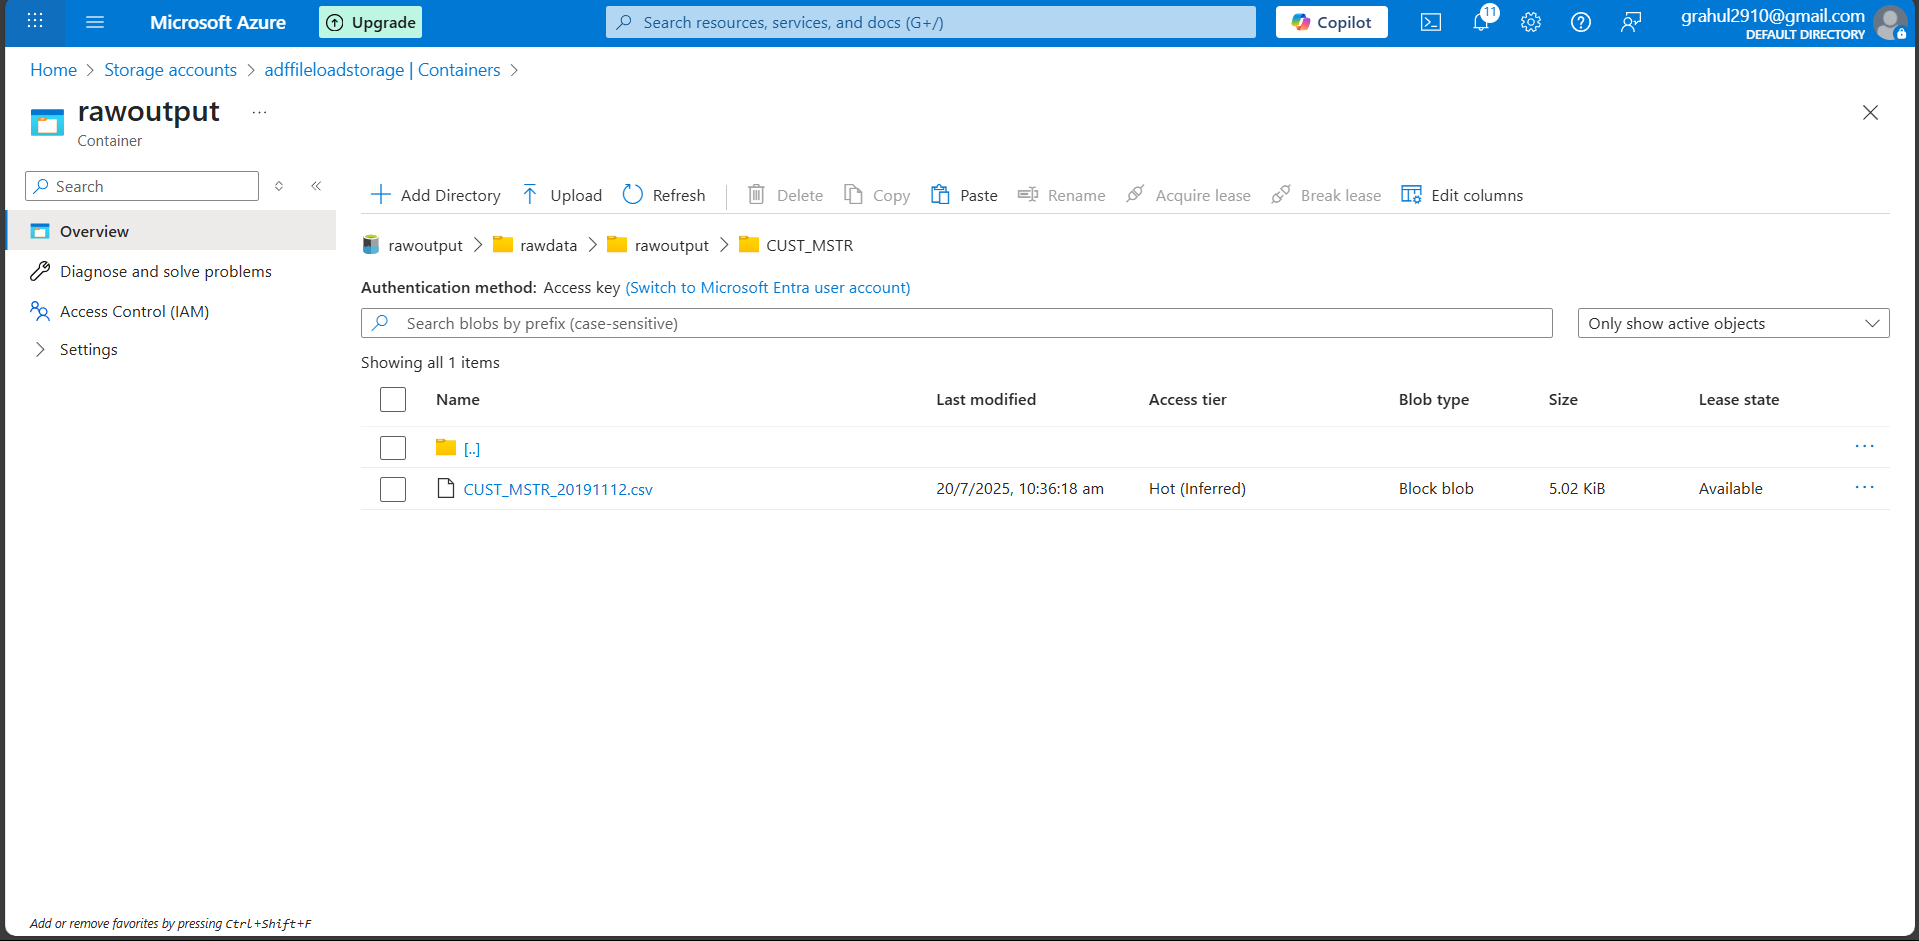 Microsoft Azure
Upgrade
Search resources, services, and docs (G+/)
Copilot
11
grahul2910@gmail.com
DEFAULT DIRECTORY
Home > Storage accounts > adffileloadstorage | Containers >
rawoutput ...
Container
Search
Overview
Diagnose and solve problems
Access Control (IAM)
Settings
Add Directory Upload Refresh Delete Copy Paste Rename Acquire lease Break lease Edit columns
rawoutput > rawdata > rawoutput > CUST_MSTR
Authentication method: Access key (Switch to Microsoft Entra user account)
Search blobs by prefix (case-sensitive)
Only show active objects
Showing all 1 items
Name Last modified Access tier Blob type Size Lease state
[..] ...
CUST_MSTR_20191112.csv 20/7/2025, 10:36:18 am Hot (Inferred) Block blob 5.02 KiB Available ...
Add or remove favorites by pressing Ctrl+Shift+F